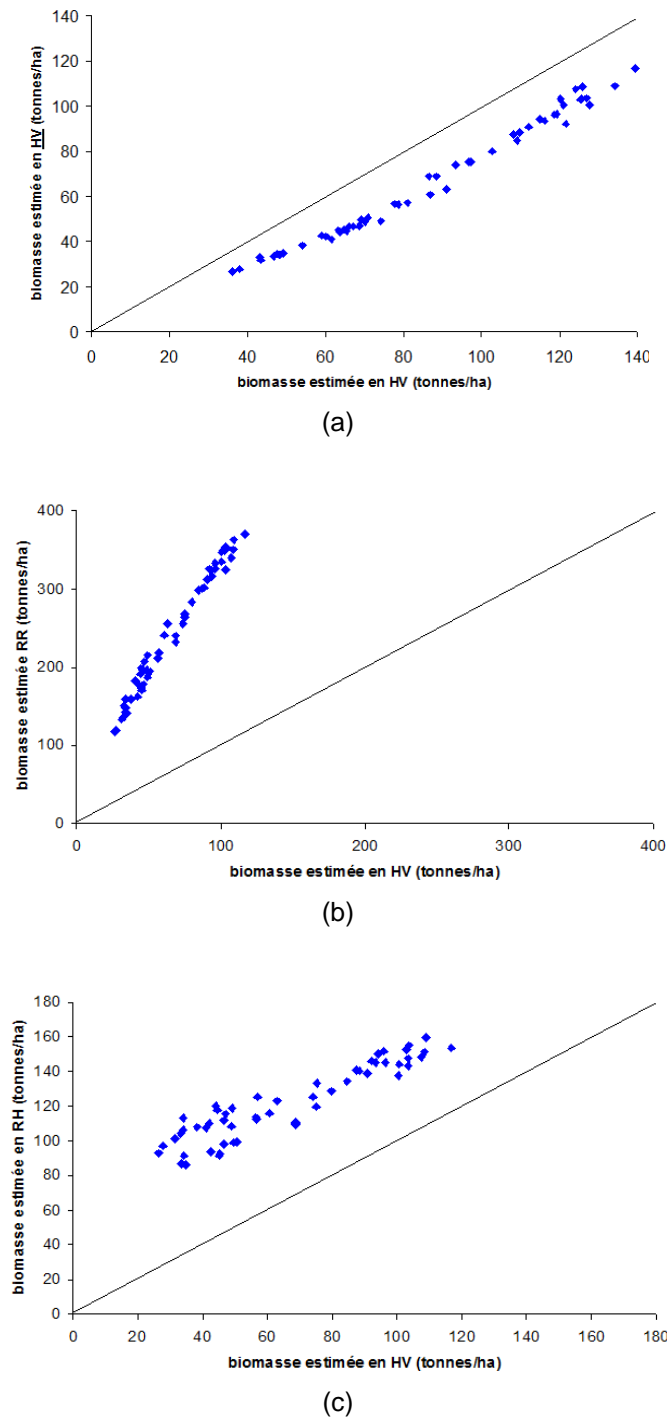 140
120
100
80
60
40
20
0
biomasse estimée en HV (tonnes/ha)
0 20 40 60 80 100 120 140
biomasse estimée en HV (tonnes/ha)
(a)
400
300
200
100
0
biomasse estimée RR (tonnes/ha)
0 100 200 300 400
biomasse estimée en HV (tonnes/ha)
(b)
180
160
140
120
100
80
60
40
20
0
biomasse estimée en RH (tonnes/ha)
0 20 40 60 80 100 120 140 160 180
biomasse estimée en HV (tonnes/ha)
(c)